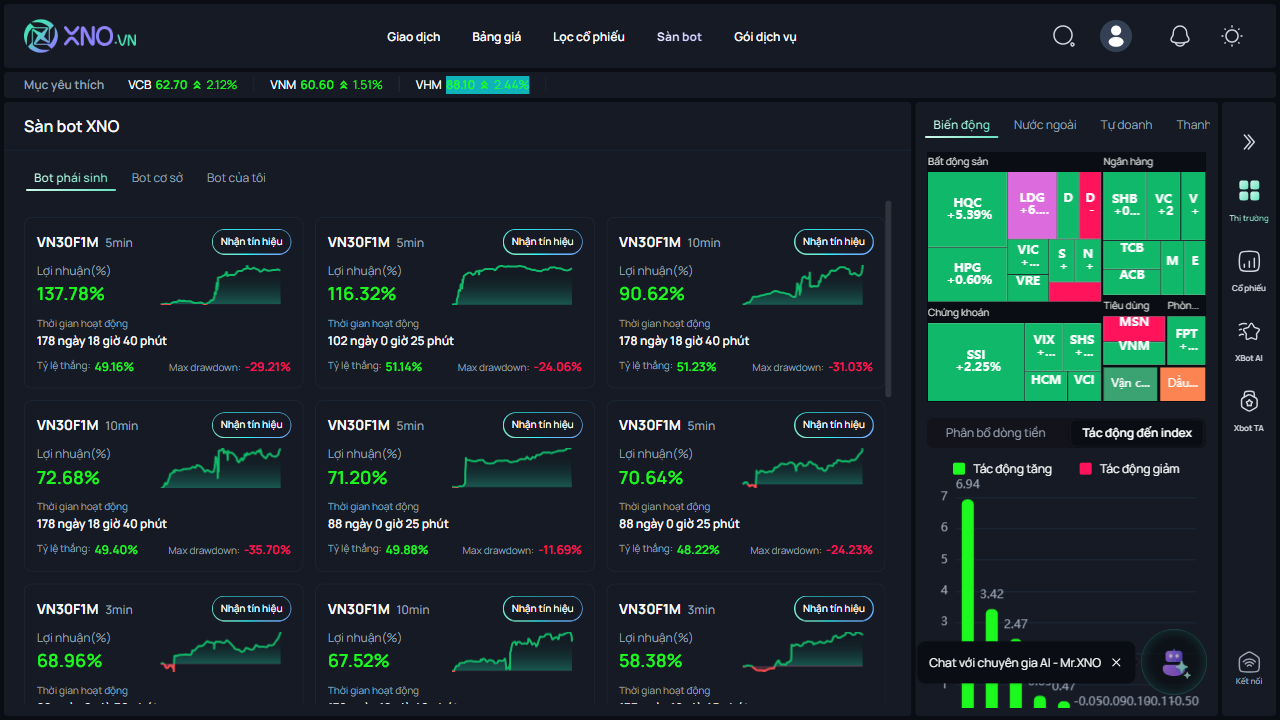 XNO.VN
Giao dịch Bảng giá Lọc cổ phiếu Sàn bot Gói dịch vụ
Mục yêu thích VCB 62.70 2.12% VNM 60.60 1.51% VHM 88.10 2.44%
Sàn bot XNO
Bot phái sinh Bot cơ sở Bot của tôi
VN30F1M 5min Nhận tín hiệu
Lợi nhuận(%)
137.78%
Thời gian hoạt động
178 ngày 18 giờ 40 phút
Tỷ lệ thắng: 49.16% Max drawdown: -29.21%
VN30F1M 5min Nhận tín hiệu
Lợi nhuận(%)
116.32%
Thời gian hoạt động
102 ngày 0 giờ 25 phút
Tỷ lệ thắng: 51.14% Max drawdown: -24.06%
VN30F1M 10min Nhận tín hiệu
Lợi nhuận(%)
90.62%
Thời gian hoạt động
178 ngày 18 giờ 40 phút
Tỷ lệ thắng: 51.23% Max drawdown: -31.03%
VN30F1M 10min Nhận tín hiệu
Lợi nhuận(%)
72.68%
Thời gian hoạt động
178 ngày 18 giờ 40 phút
Tỷ lệ thắng: 49.40% Max drawdown: -35.70%
VN30F1M 5min Nhận tín hiệu
Lợi nhuận(%)
71.20%
Thời gian hoạt động
88 ngày 0 giờ 25 phút
Tỷ lệ thắng: 49.88% Max drawdown: -11.69%
VN30F1M 5min Nhận tín hiệu
Lợi nhuận(%)
70.64%
Thời gian hoạt động
88 ngày 0 giờ 25 phút
Tỷ lệ thắng: 48.22% Max drawdown: -24.23%
VN30F1M 3min Nhận tín hiệu
Lợi nhuận(%)
68.96%
Thời gian hoạt động
VN30F1M 10min Nhận tín hiệu
Lợi nhuận(%)
67.52%
Thời gian hoạt động
VN30F1M 3min Nhận tín hiệu
Lợi nhuận(%)
58.38%
Thời gian hoạt động
Biến động Nước ngoài Tự doanh Thanh
Bất động sản
HQC
+5.39%
LDG
+6....
D
D
-
HPG
+0.60%
VIC
+...
VRE
S
+
N
+
Ngân hàng
SHB
+0...
VC
+2
V
+
TCB
ACB
M
E
Chứng khoán
SSI
+2.25%
VIX
+...
SHS
+...
HCM
VCI
Tiêu dùng
MSN
VNM
Phòn...
FPT
+...
Vận c...
Dầu...
Phân bổ dòng tiền Tác động đến index
Tác động tăng Tác động giảm
6.94
7
6
5
4
3.42
3
2.47
0.47
Chat với chuyên gia AI - Mr.XNO
Thị trường
Cổ phiếu
XBot AI
Xbot TA
Kết nối